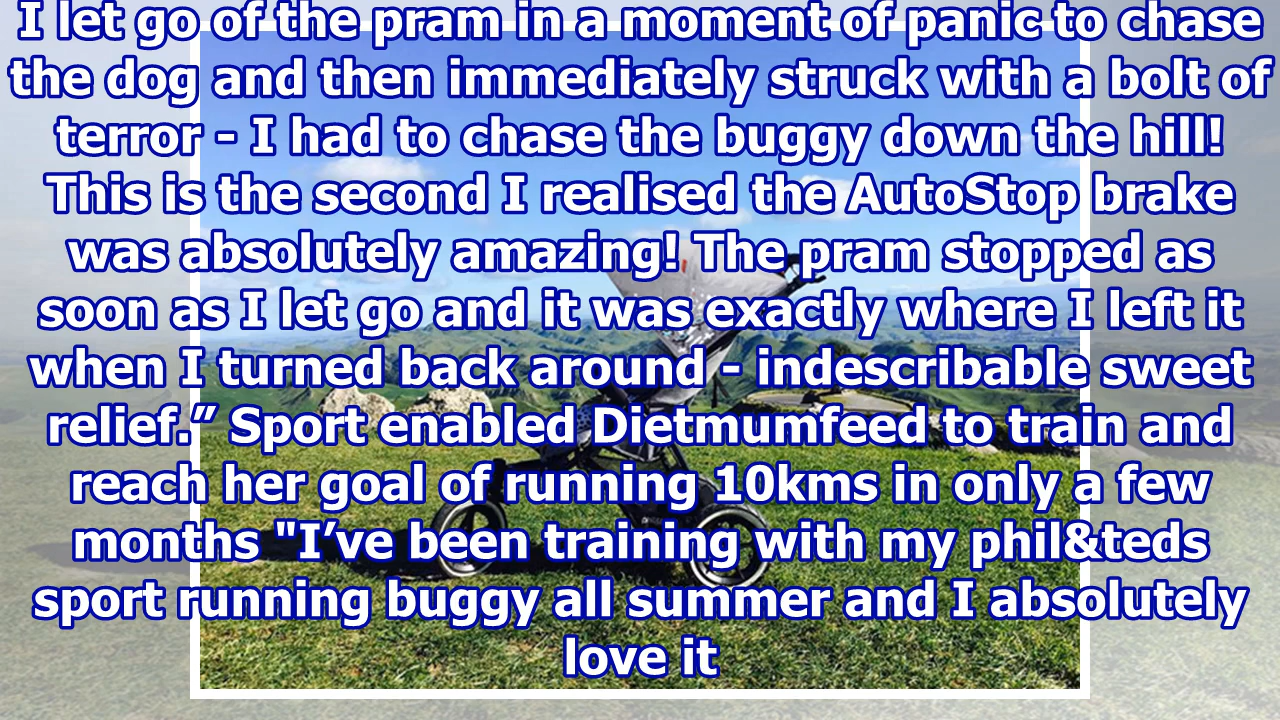 I let go of the pram in a moment of panic to chase
the dog and then immediately struck with a bolt of
terror - I had to chase the buggy down the hill!
This is the second I realised the AutoStop brake
was absolutely amazing! The pram stopped as
soon as I let go and it was exactly where I left it
when I turned back around - indescribable sweet
relief.” Sport enabled Dietmumfeed to train and
reach her goal of running 10kms in only a few
months "I’ve been training with my phil&teds
sport running buggy all summer and I absolutely
love it